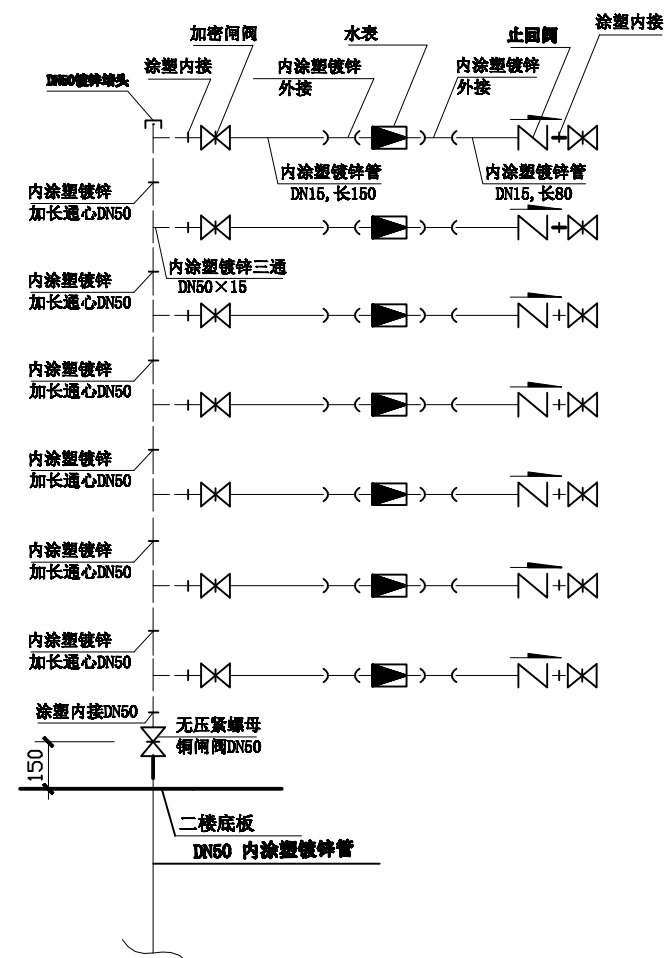 加密闸阀
水表
止回阀
涂塑内接
涂塑内接
内涂塑镀锌
外接
内涂塑镀锌
外接
DN50镀锌堵头
内涂塑镀锌管
DN15,长150
内涂塑镀锌管
DN15,长80
内涂塑镀锌
加长通心DN50
内涂塑镀锌三通
DN50×15
内涂塑镀锌
加长通心DN50
内涂塑镀锌
加长通心DN50
内涂塑镀锌
加长通心DN50
内涂塑镀锌
加长通心DN50
内涂塑镀锌
加长通心DN50
涂塑内接DN50
无压紧螺母
铜闸阀DN50
150
二楼底板
DN50 内涂塑镀锌管